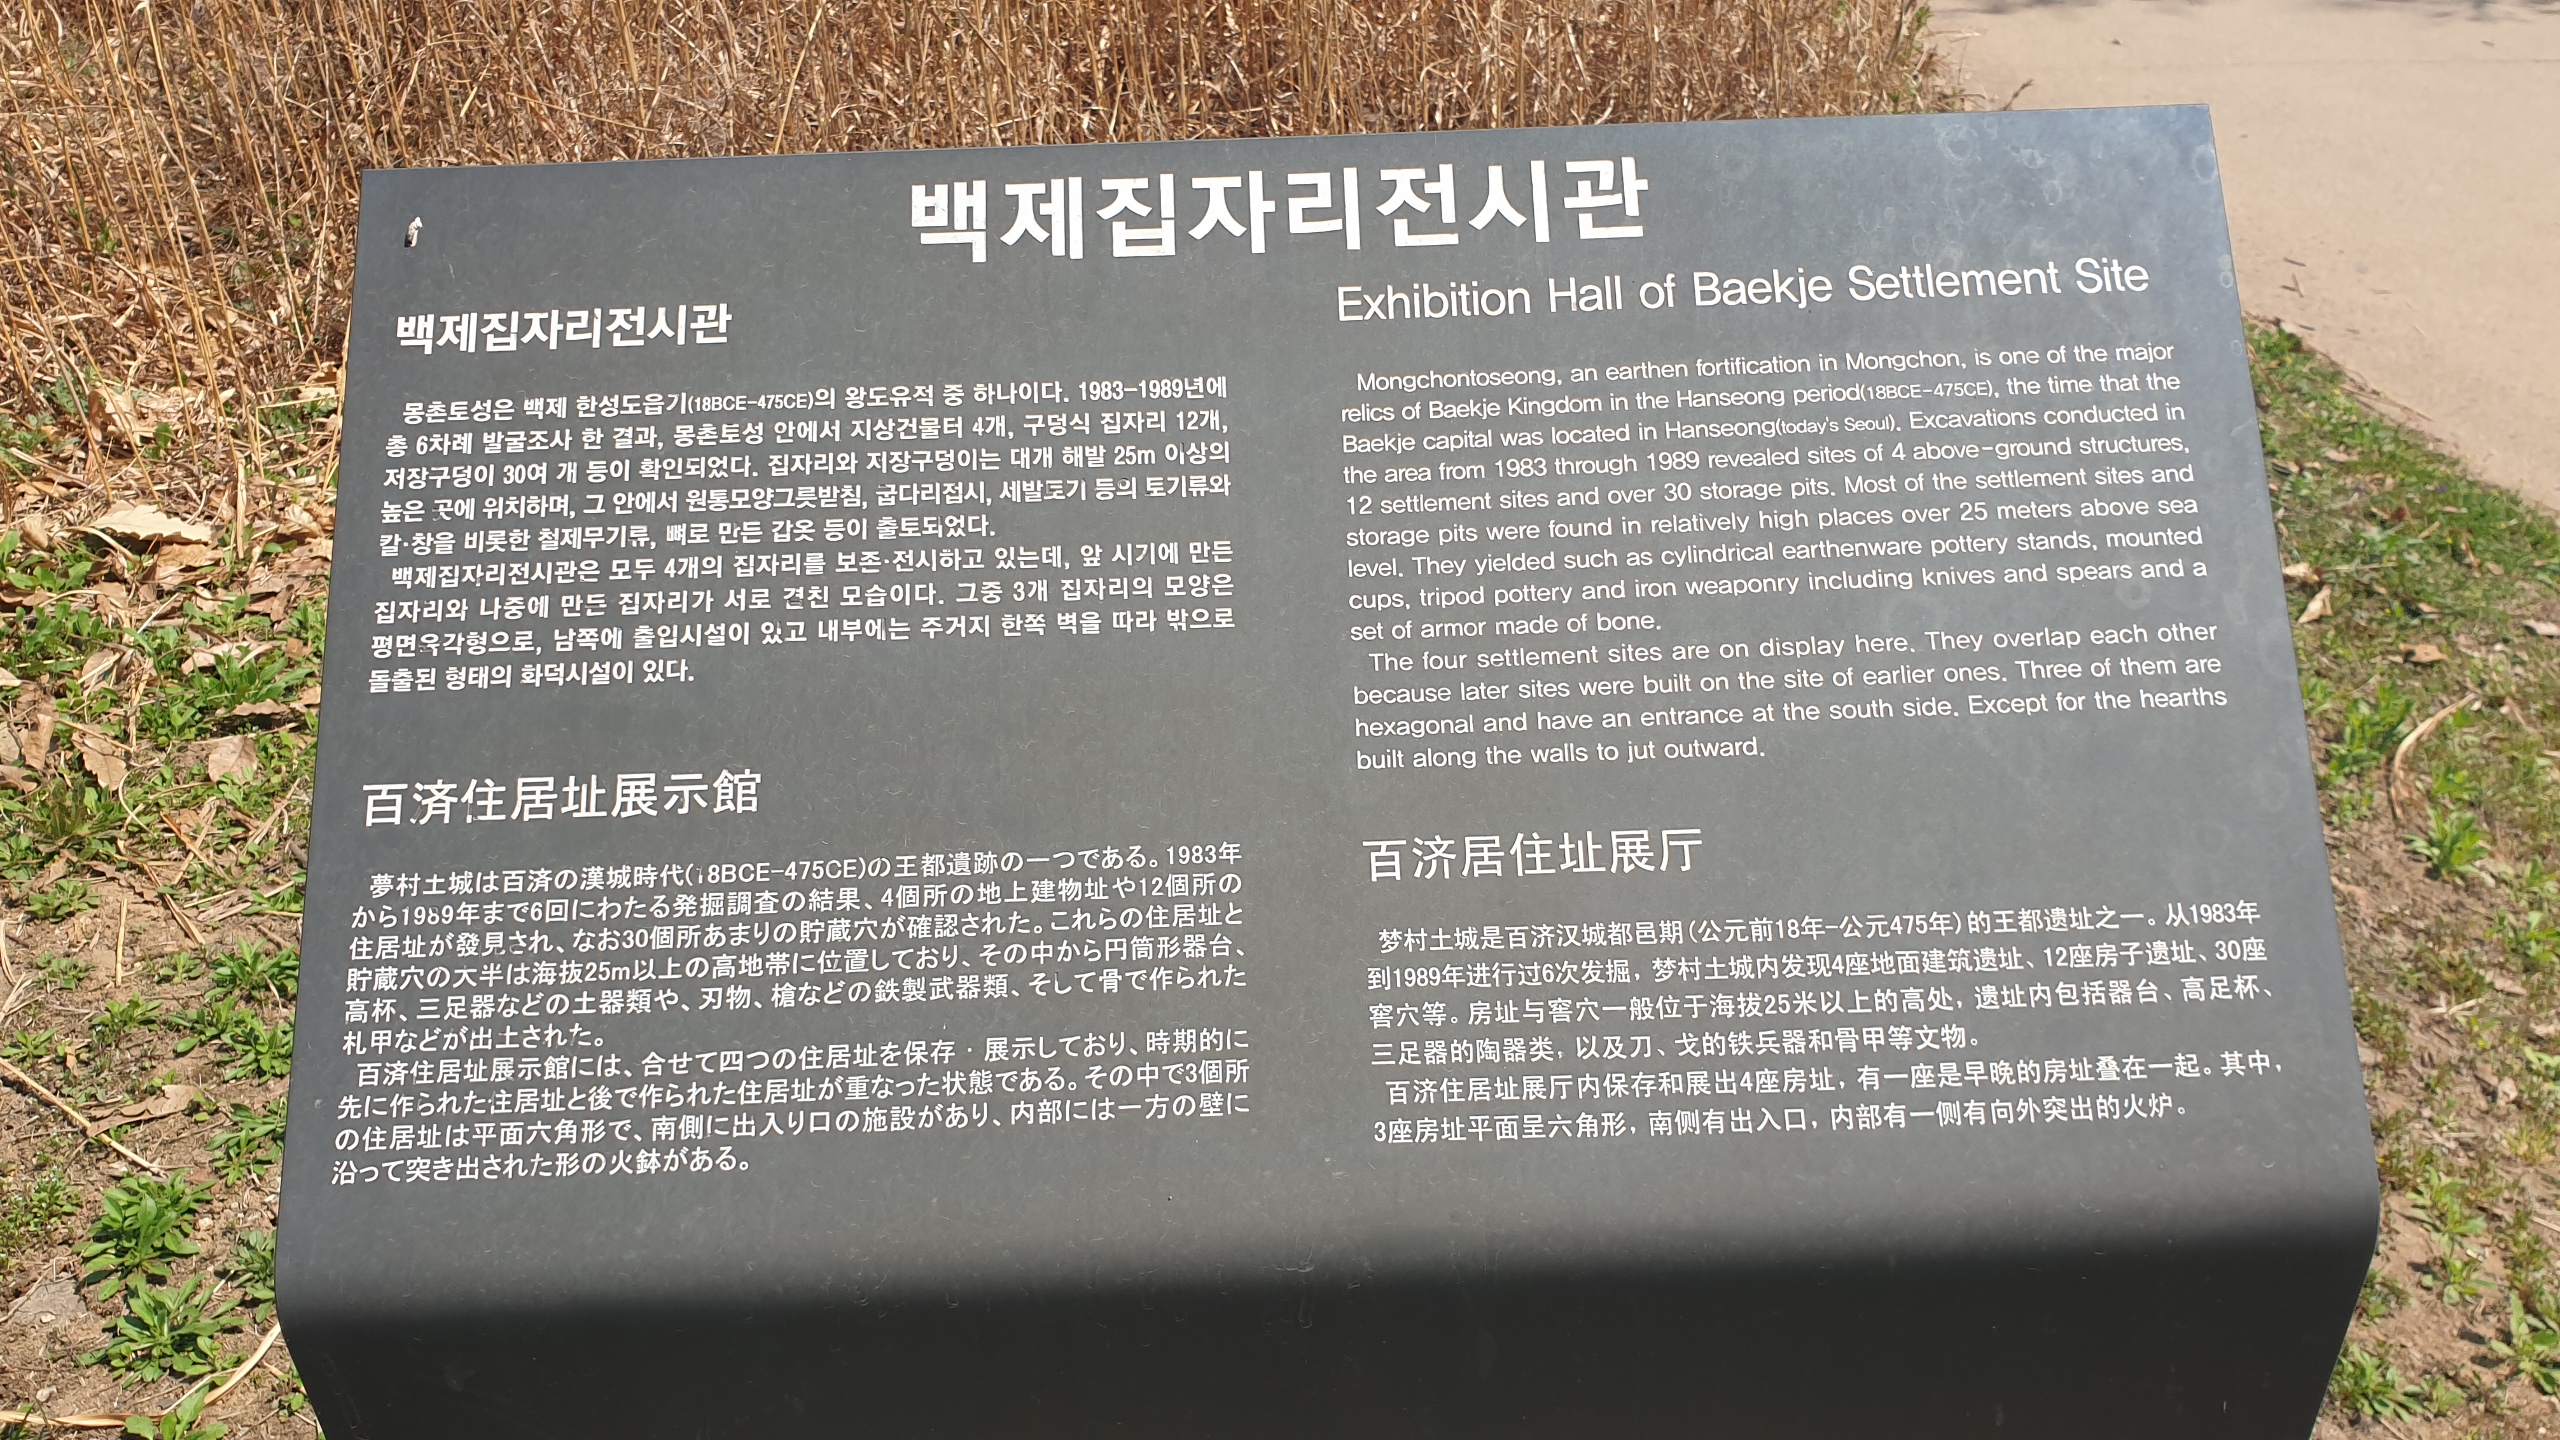 백제집자리전시관
백제집자리전시관
몽촌토성은 백제 한성도읍기(18BCE-475CE)의 왕도유적 중 하나이다. 1983-1989년에
총 6차례 발굴조사 한 결과, 몽촌토성 안에서 지상건물터 4개, 구덩식 집자리 12개,
저장구덩이 30여 개 등이 확인되었다. 집자리와 저장구덩이는 대개 해발 25m 이상의
높은 곳에 위치하며, 그 안에서 원통모양그릇받침, 굽다리접시, 세발토기 등의 토기류와
칼·창을 비롯한 철제무기류, 뼈로 만든 갑옷 등이 출토되었다.
백제집자리전시관은 모두 4개의 집자리를 보존·전시하고 있는데, 앞 시기에 만든
집자리와 나중에 만든 집자리가 서로 겹친 모습이다. 그중 3개 집자리의 모양은
평면육각형으로, 남쪽에 출입시설이 있고 내부에는 주거지 한쪽 벽을 따라 밖으로
돌출된 형태의 화덕시설이 있다.
Exhibition Hall of Baekje Settlement Site
Mongchontoseong, an earthen fortification in Mongchon, is one of the major
relics of Baekje Kingdom in the Hanseong period(18BCE-475CE), the time that the
Baekje capital was located in Hanseong(today's Seoul). Excavations conducted in
the area from 1983 through 1989 revealed sites of 4 above-ground structures,
12 settlement sites and over 30 storage pits. Most of the settlement sites and
storage pits were found in relatively high places over 25 meters above sea
level. They yielded such as cylindrical earthenware pottery stands, mounted
cups, tripod pottery and iron weaponry including knives and spears and a
set of armor made of bone.
The four settlement sites are on display here. They overlap each other
because later sites were built on the site of earlier ones. Three of them are
hexagonal and have an entrance at the south side. Except for the hearths
built along the walls to jut outward.
百済住居址展示館
夢村土城は百済の漢城時代(18BCE-475CE)の王都遺跡の一つである。1983年
から1989年まで6回にわたる発掘調査の結果、4個所の地上建物址や12個所の
住居址が發見され、なお30個所あまりの貯蔵穴が確認された。これらの住居址と
貯蔵穴の大半は海抜25m以上の高地帯に位置しており、その中から円筒形器台、
高杯、三足器などの土器類や、刃物、槍などの鉄製武器類、そして骨で作られた
札甲などが出土された。
百済住居址展示館には、合せて四つの住居址を保存・展示しており、時期的に
先に作られた住居址と後で作られた住居址が重なった状態である。その中で3個所
の住居址は平面六角形で、南側に出入り口の施設があり、内部には一方の壁に
沿って突き出された形の火鉢がある。
百济居住址展厅
梦村土城是百济汉城都邑期(公元前18年-公元475年)的王都遗址之一。从1983年
到1989年进行过6次发掘，梦村土城内发现4座地面建筑遗址、12座房子遗址、30座
窖穴等。房址与窖穴一般位于海拔25米以上的高处，遗址内包括器台、高足杯、
三足器的陶器类，以及刀、戈的铁兵器和骨甲等文物。
百济住居址展厅内保存和展出4座房址，有一座是早晚的房址叠在一起。其中，
3座房址平面呈六角形，南侧有出入口，内部有一侧有向外突出的火炉。